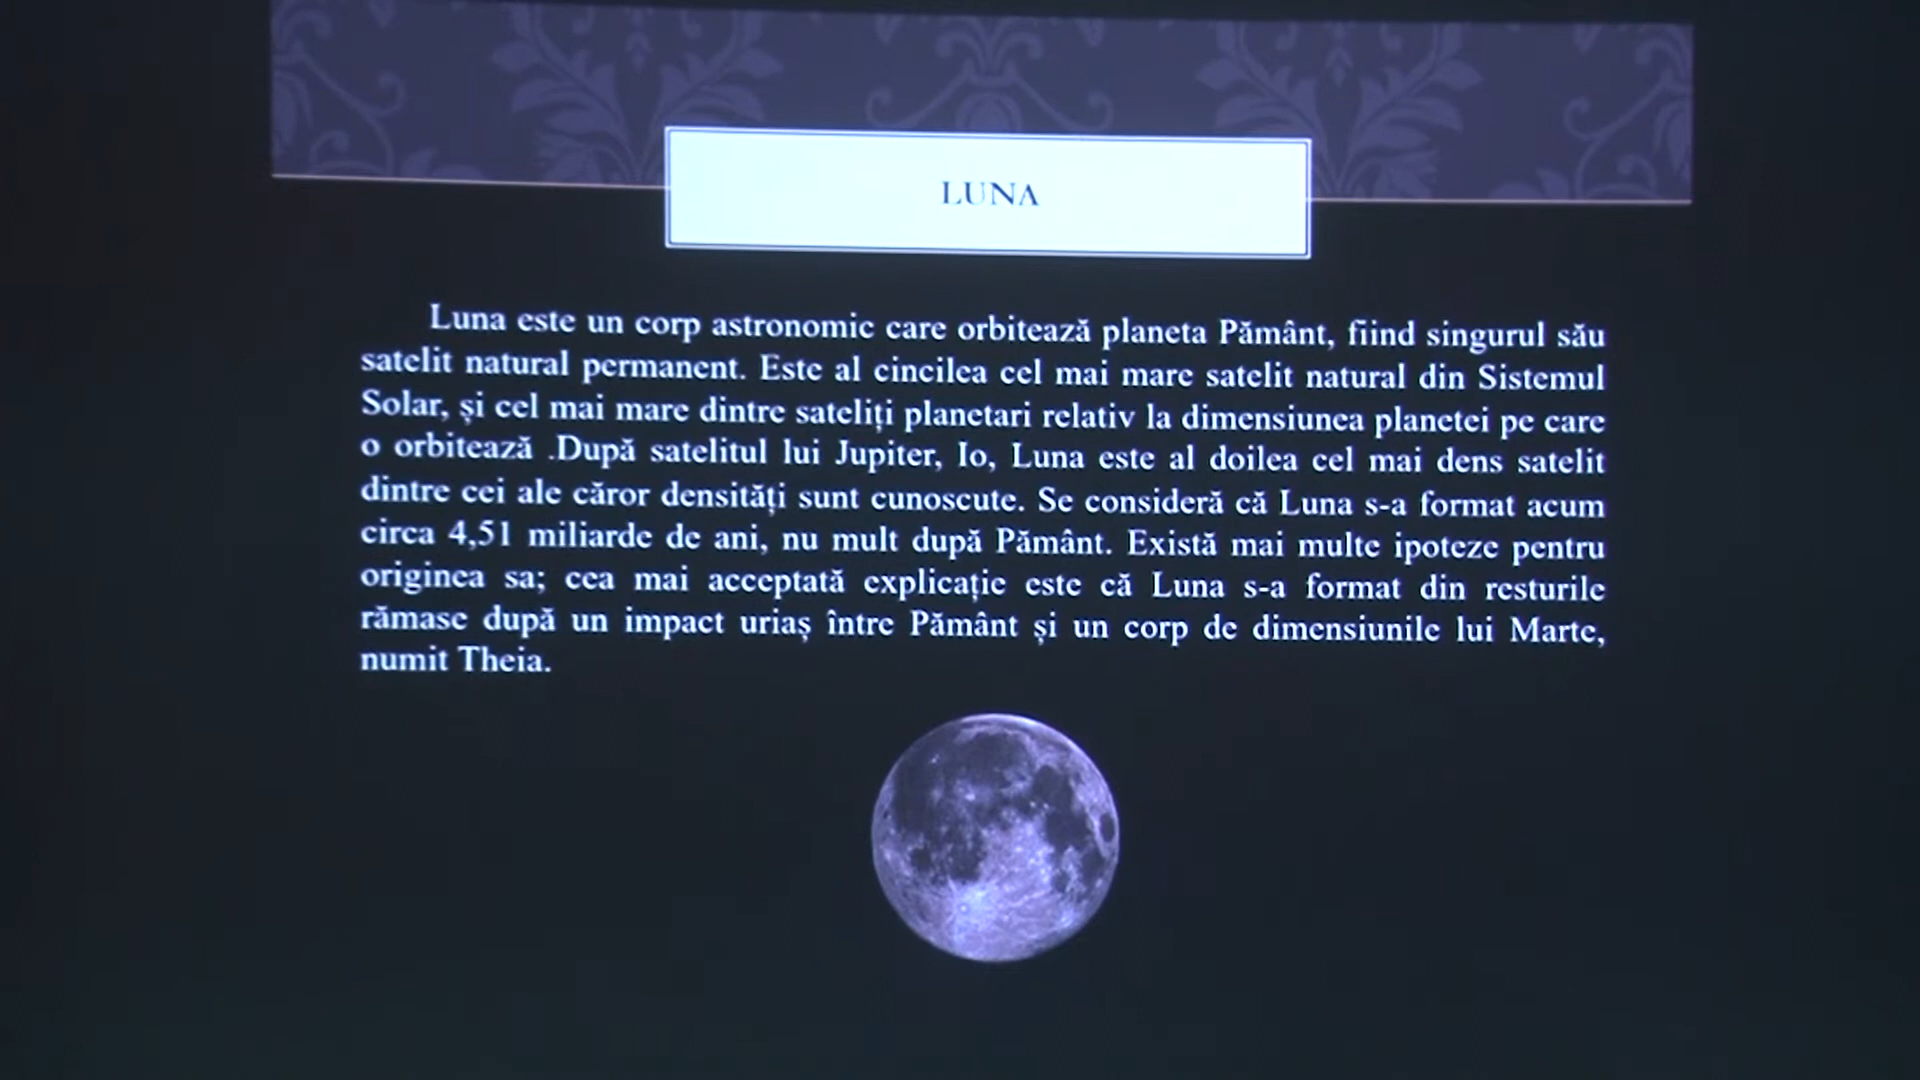 LUNA
Luna este un corp astronomic care orbitează planeta Pământ, fiind singurul său
satelit natural permanent. Este al cincilea cel mai mare satelit natural din Sistemul
Solar, și cel mai mare dintre sateliți planetari relativ la dimensiunea planetei pe care
o orbitează .După satelitul lui Jupiter, Io, Luna este al doilea cel mai dens satelit
dintre cei ale căror densități sunt cunoscute. Se consideră că Luna s-a format acum
circa 4,51 miliarde de ani, nu mult după Pământ. Există mai multe ipoteze pentru
originea sa; cea mai acceptată explicație este că Luna s-a format din resturile
rămase după un impact uriaș între Pământ și un corp de dimensiunile lui Marte,
numit Theia.